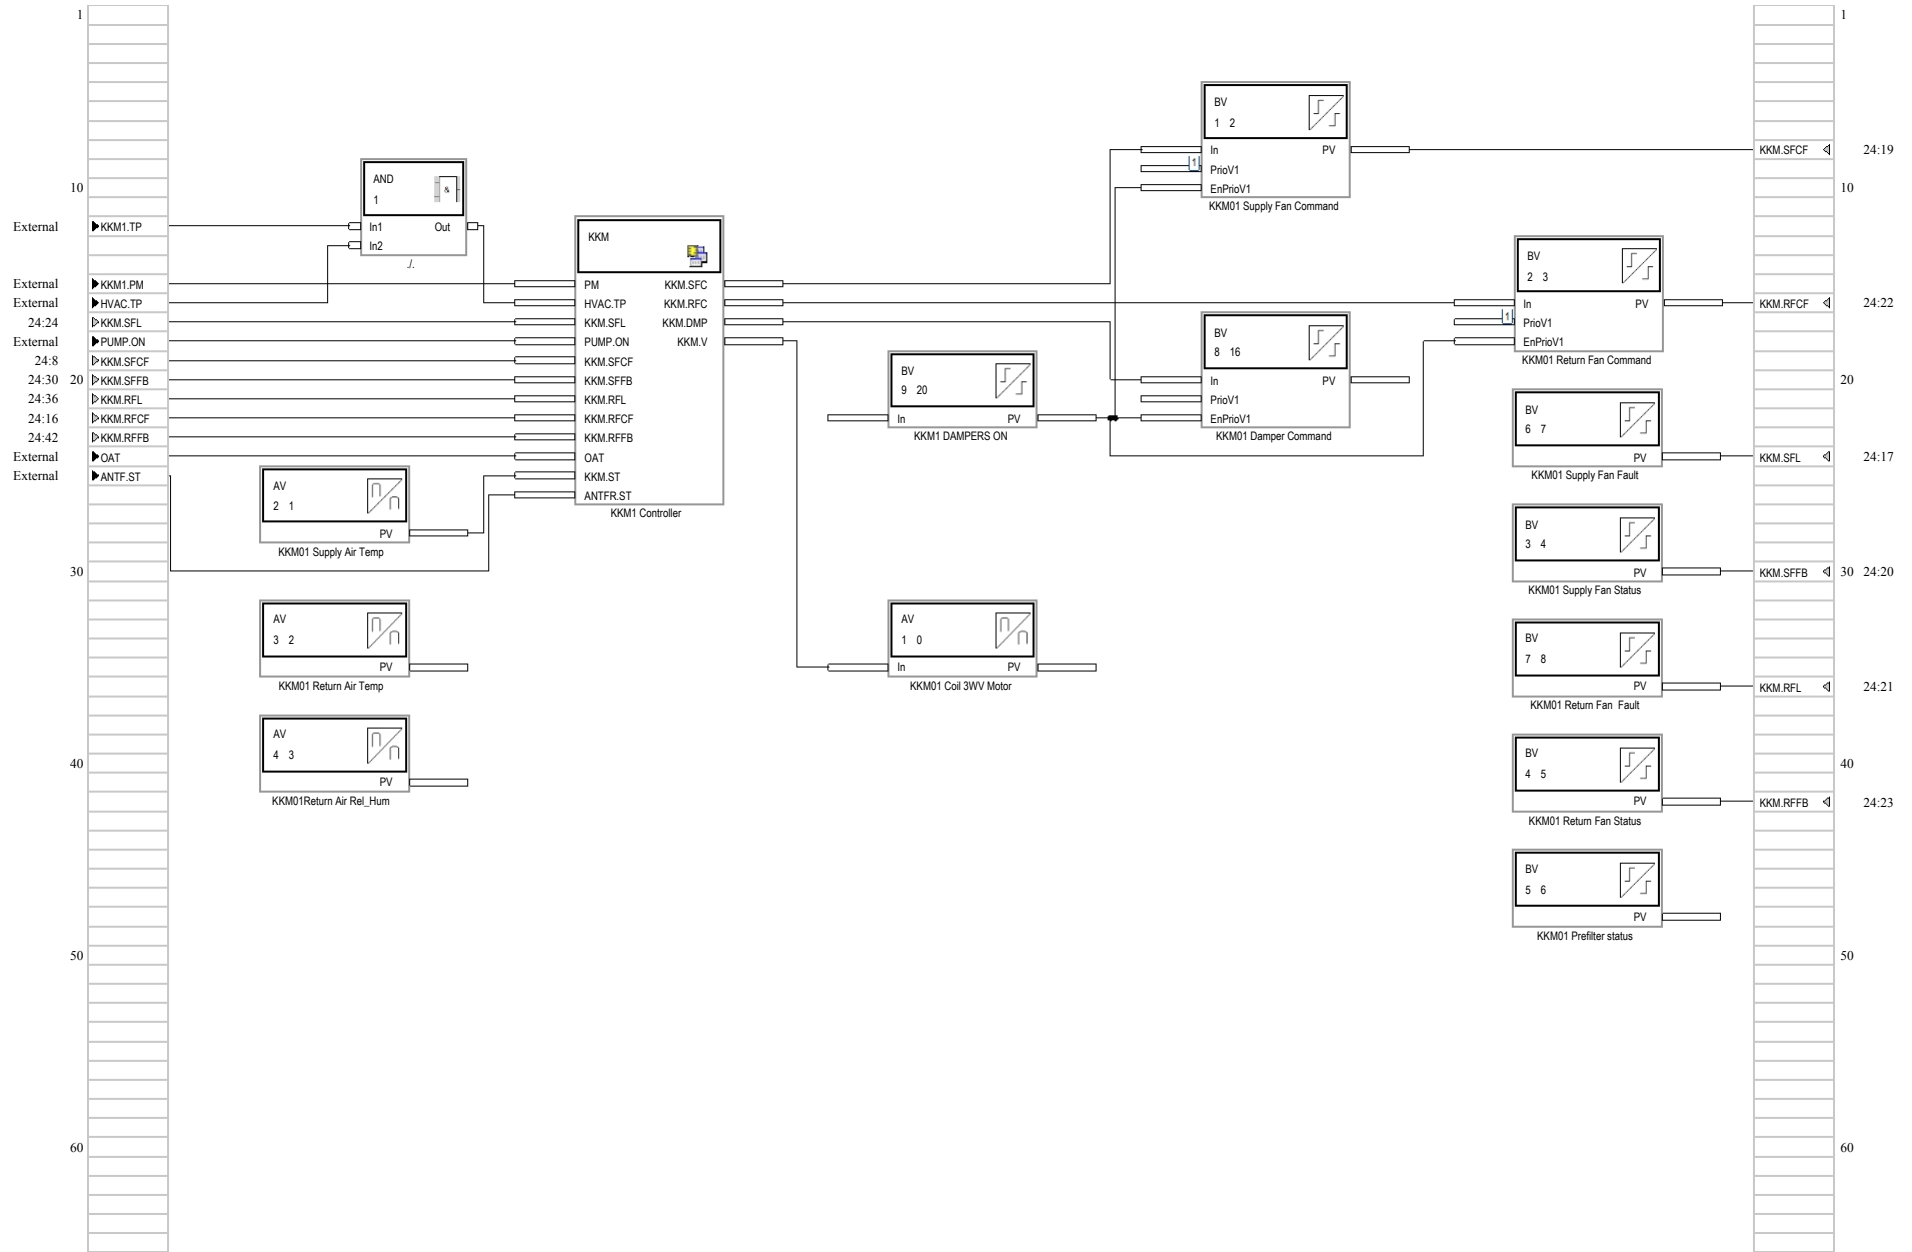 1
1
BV
1 2
In PV
PrioV1
1
EnPrioV1
KKM01 Supply Fan Command
KKM.SFCF 24:19
AND
1
&
In1 Out
In2
./.
10
10
External KKM1.TP
External KKM1.PM
External HVAC.TP
24:24 KKM.SFL
External PUMP.ON
24:8 KKM.SFCF
24:30 20 KKM.SFFB
24:36 KKM.RFL
24:16 KKM.RFCF
24:42 KKM.RFFB
External OAT
External ANTF.ST
KKM
PM KKM.SFC
HVAC.TP KKM.RFC
KKM.SFL KKM.DMP
PUMP.ON KKM.V
KKM.SFCF
KKM.SFFB
KKM.RFL
KKM.RFCF
KKM.RFFB
OAT
KKM.ST
ANTFR.ST
KKM1 Controller
BV
2 3
In PV
PrioV1
1
EnPrioV1
KKM01 Return Fan Command
KKM.RFCF 24:22
BV
8 16
In PV
PrioV1
EnPrioV1
KKM01 Damper Command
BV
9 20
In PV
KKM1 DAMPERS ON
20
BV
6 7
PV
KKM01 Supply Fan Fault
KKM.SFL 24:17
AV
2 1
PV
KKM01 Supply Air Temp
BV
3 4
PV
KKM01 Supply Fan Status
KKM.SFFB 30 24:20
30
AV
3 2
PV
KKM01 Return Air Temp
AV
1 0
In PV
KKM01 Coil 3WV Motor
BV
7 8
PV
KKM01 Return Fan Fault
KKM.RFL 24:21
AV
4 3
PV
KKM01Return Air Rel_Hum
40
40
BV
4 5
PV
KKM01 Return Fan Status
KKM.RFFB 24:23
BV
5 6
PV
KKM01 Prefilter status
50
50
60
60